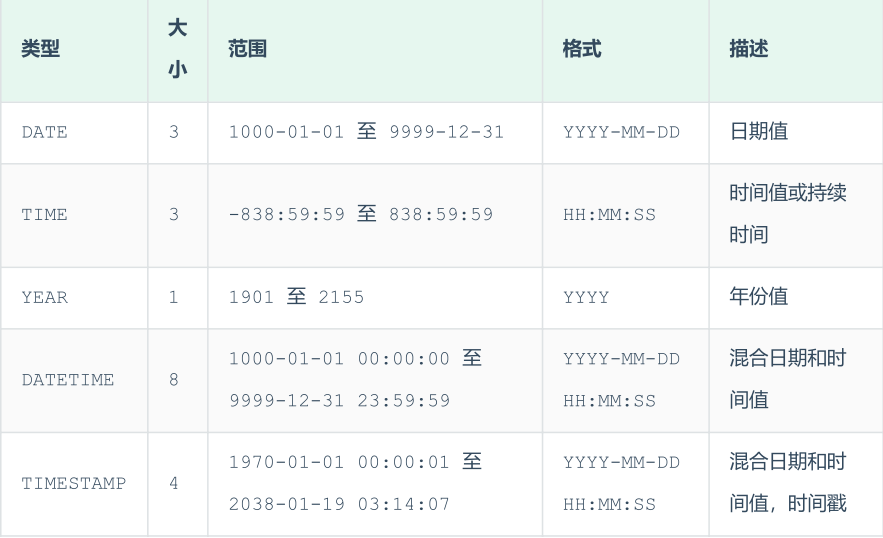 类型 大小 范围 格式 描述
DATE 3 1000-01-01 至 9999-12-31 YYYY-MM-DD 日期值
TIME 3 -838:59:59 至 838:59:59 HH:MM:SS 时间值或持续
时间
YEAR 1 1901 至 2155 YYYY 年份值
DATETIME 8 1000-01-01 00:00:00 至 YYYY-MM-DD 混合日期和时
9999-12-31 23:59:59 HH:MM:SS 间值
TIMESTAMP 4 1970-01-01 00:00:01 至 YYYY-MM-DD 混合日期和时
2038-01-19 03:14:07 HH:MM:SS 间值，时间戳